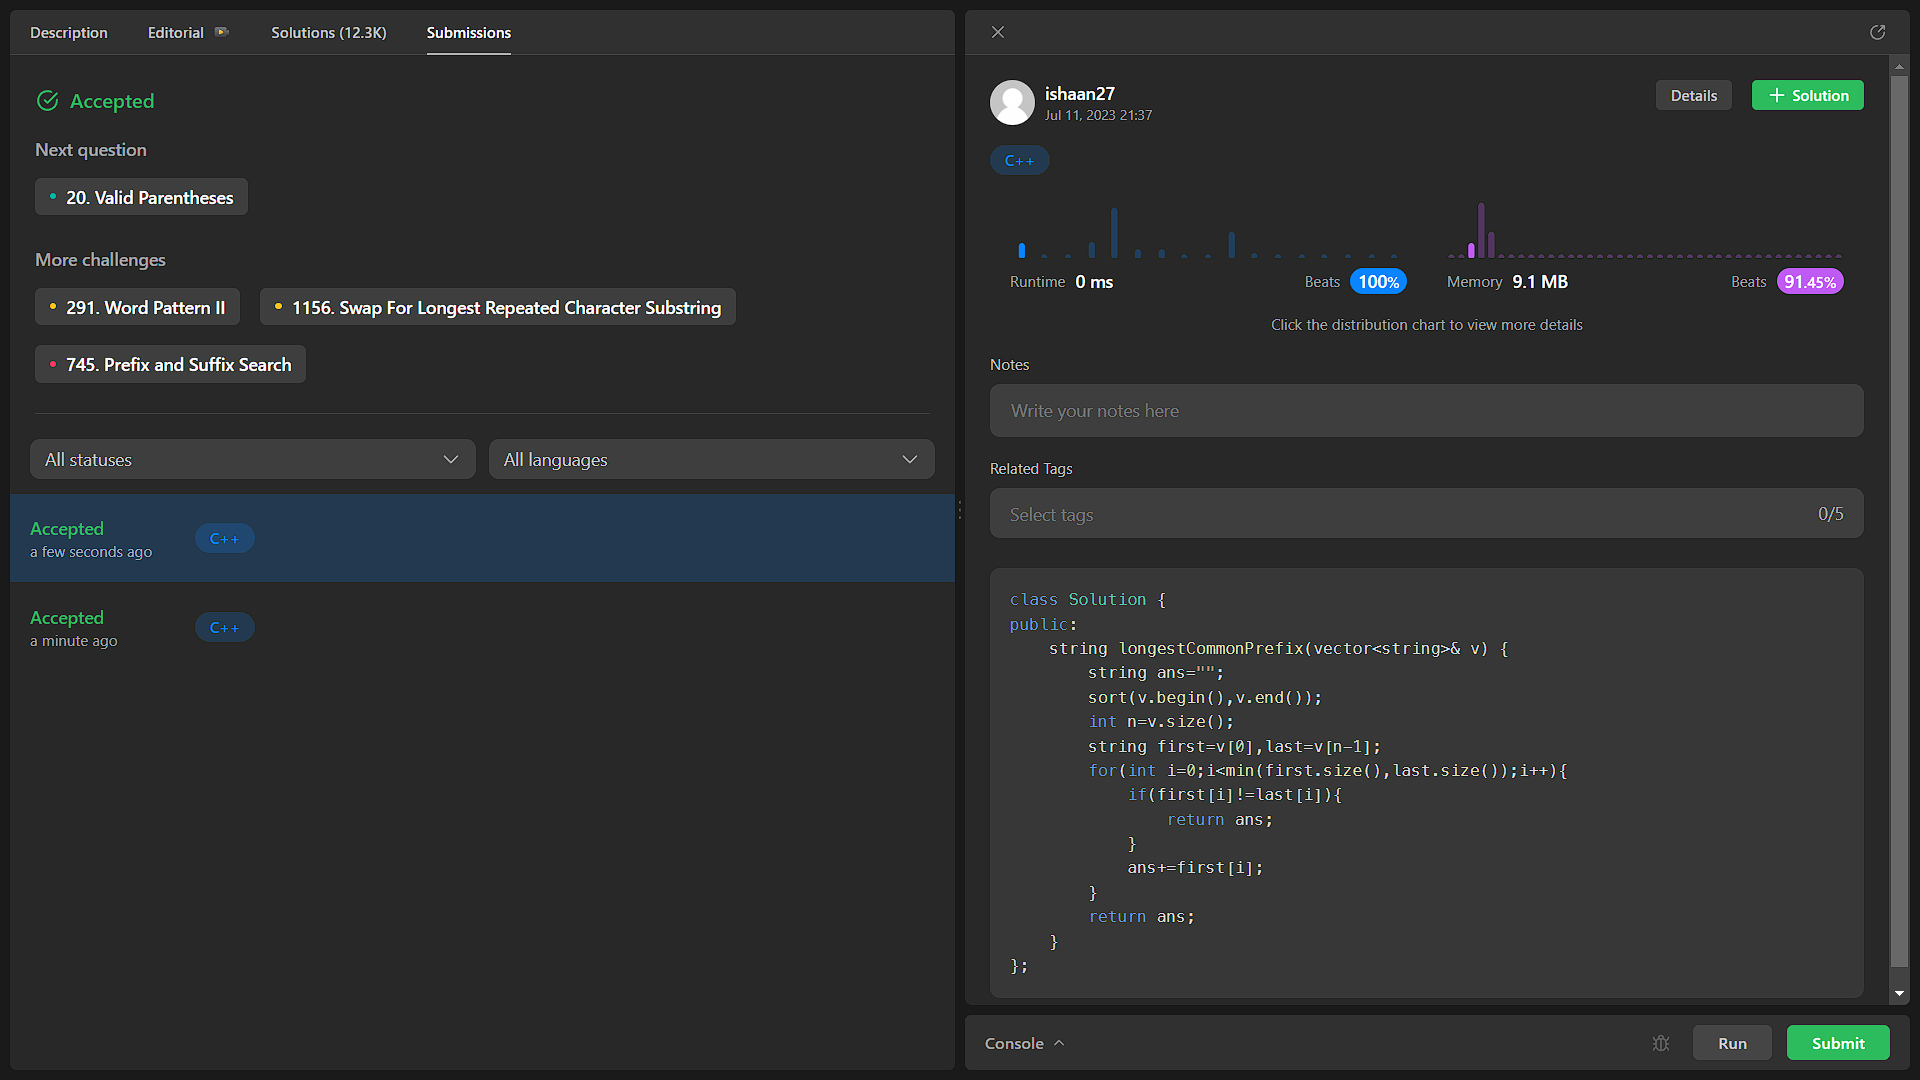 Description
Editorial
Solutions (12.3K)
Submissions
Accepted
Next question
20. Valid Parentheses
More challenges
291. Word Pattern II
1156. Swap For Longest Repeated Character Substring
745. Prefix and Suffix Search
All statuses
All languages
Accepted
a few seconds ago
C++
Accepted
a minute ago
C++
ishaan27
Jul 11, 2023 21:37
Details
+ Solution
C++
Runtime 0 ms
Beats 100%
Memory 9.1 MB
Beats 91.45%
Click the distribution chart to view more details
Notes
Write your notes here
Related Tags
Select tags
0/5
class Solution {
public:
    string longestCommonPrefix(vector<string>& v) {
        string ans="";
        sort(v.begin(),v.end());
        int n=v.size();
        string first=v[0],last=v[n-1];
        for(int i=0;i<min(first.size(),last.size());i++){
            if(first[i]!=last[i]){
                return ans;
            }
            ans+=first[i];
        }
        return ans;
    }
};
Console
Run
Submit